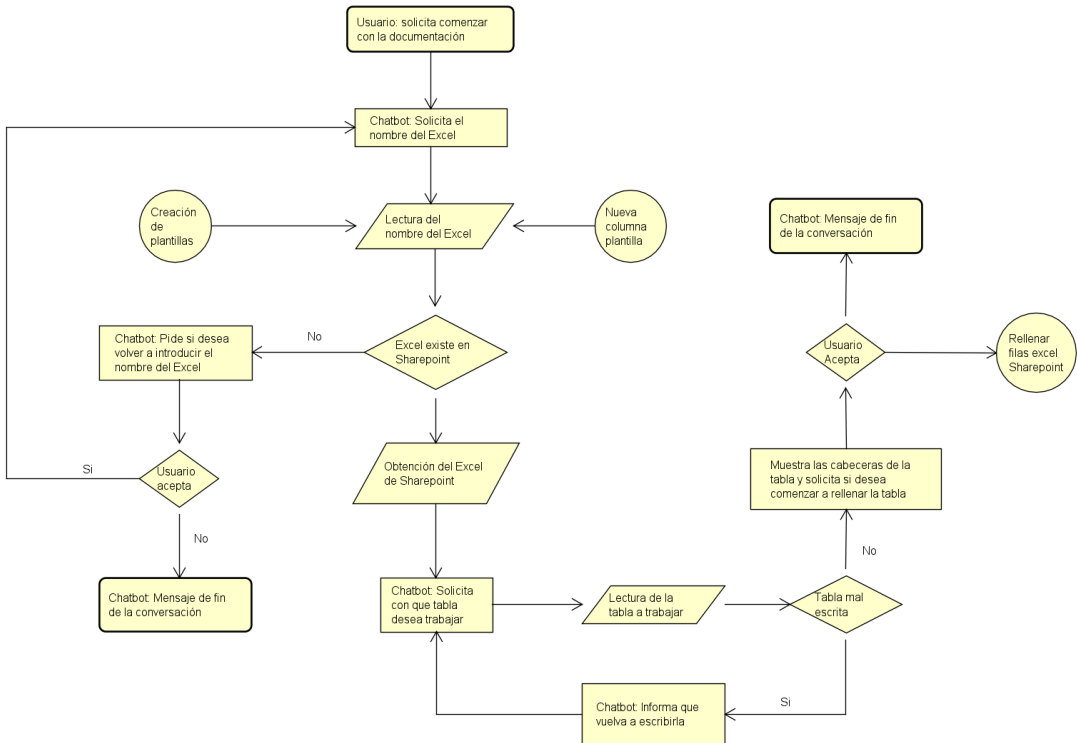 Usuario: solicita comenzar
con la documentación
Chatbot: Solicita el
nombre del Excel
Creación
de
plantillas
Lectura del
nombre del Excel
Nueva
columna
plantilla
Chatbot: Mensaje de fin
de la conversación
Chatbot: Pide si desea
volver a introducir el
nombre del Excel
No
Excel existe en
Sharepoint
Usuario
Acepta
Rellenar
filas excel
Sharepoint
Si
Usuario
acepta
Obtención del Excel
de Sharepoint
Muestra las cabeceras de la
tabla y solicita si desea
comenzar a rellenar la tabla
No
No
Chatbot: Mensaje de fin
de la conversación
Chatbot: Solicita
con que tabla
desea trabajar
Lectura de la
tabla a trabajar
Tabla mal
escrita
Chatbot: Informa que
vuelva a escribirla
Si